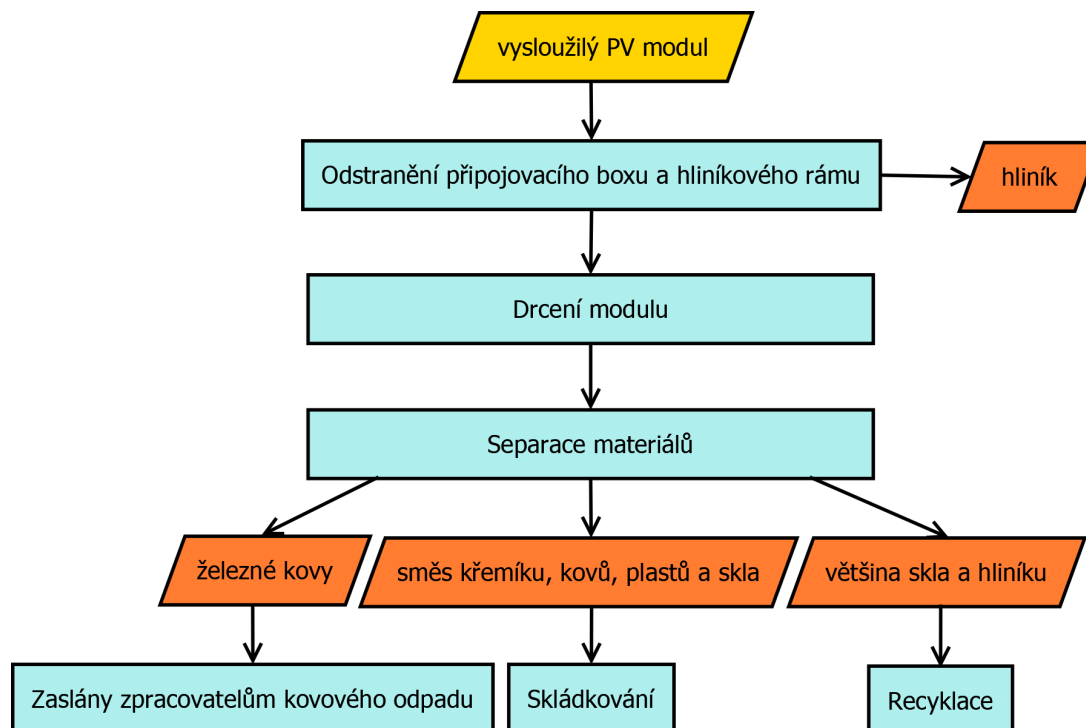 vysloužilý PV modul
Odstranění připojovacího boxu a hliníkového rámu
hliník
Drcení modulu
Separace materiálů
železné kovy
směs křemíku, kovů, plastů a skla
většina skla a hliníku
Zaslány zpracovatelům kovového odpadu
Skládkování
Recyklace